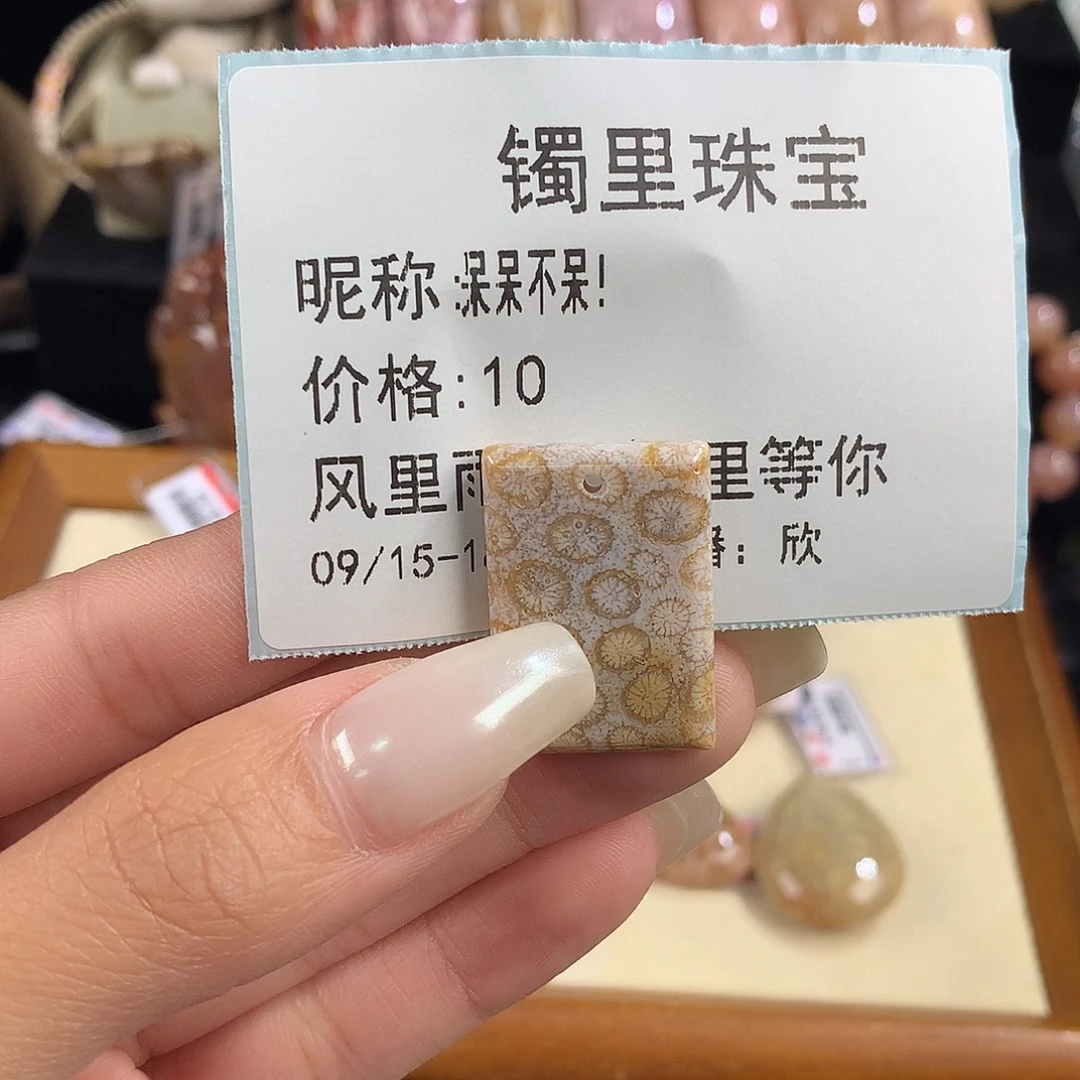 镯里珠宝
昵称:呆呆不呆!
价格:10
风里 里等你
09/15-1 : 欣